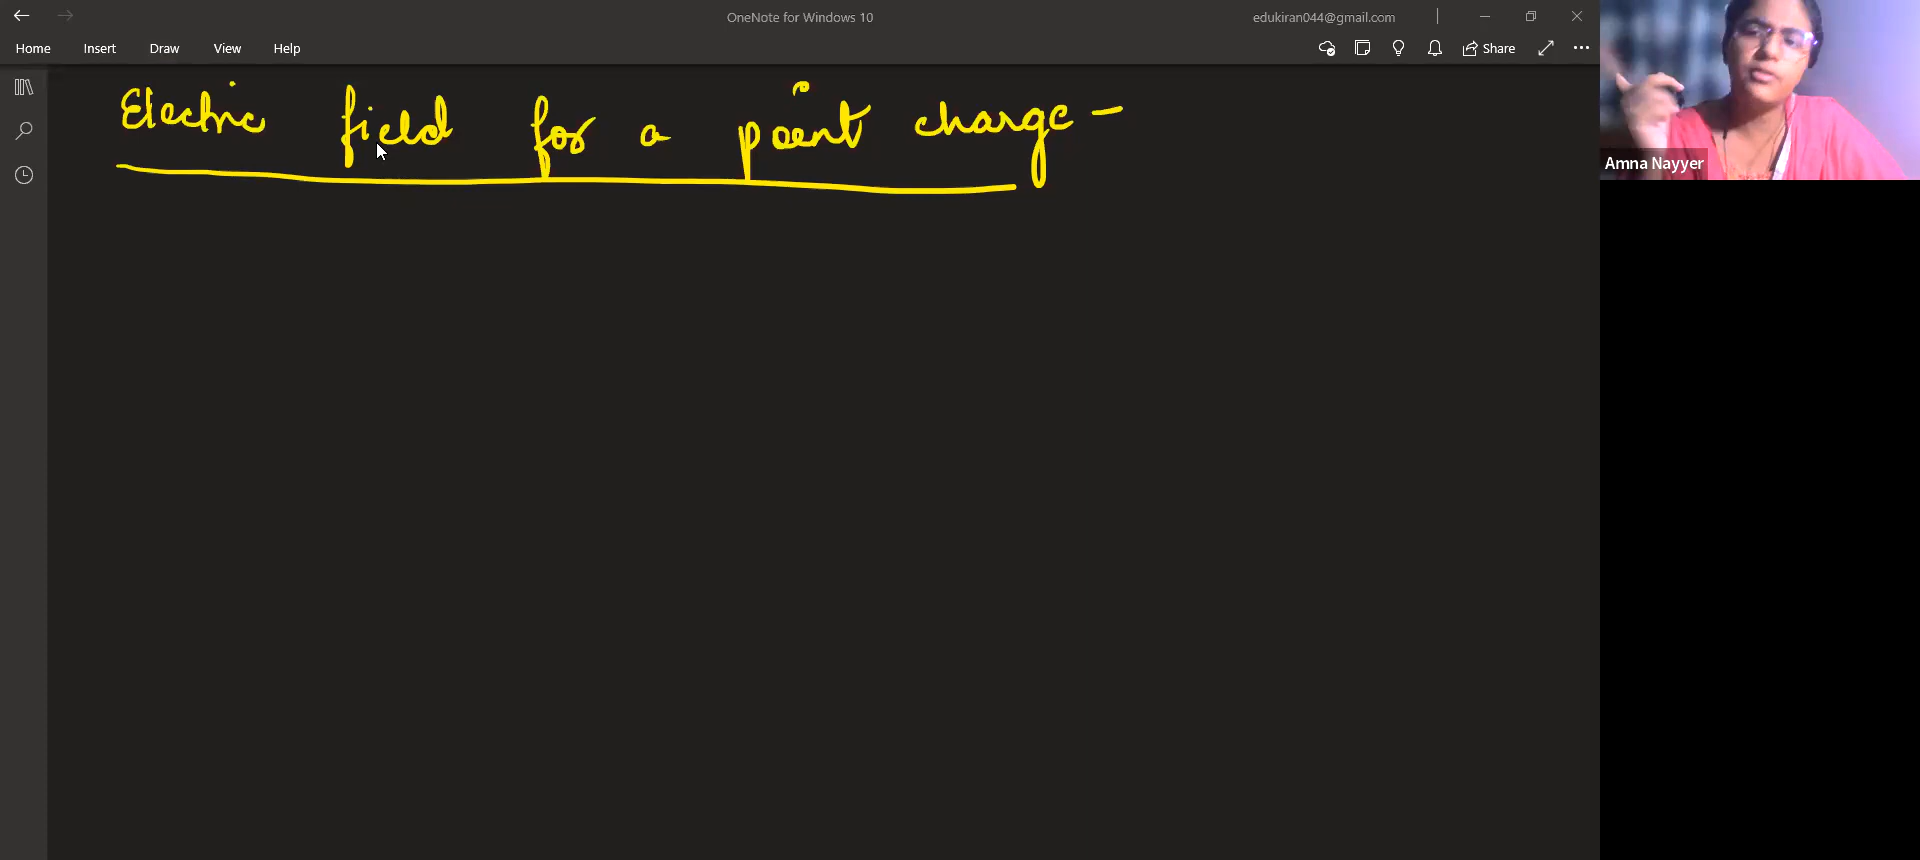 OneNote for Windows 10
edukiran044@gmail.com
Home Insert Draw View Help
Share
Electric field for a point charge -
Amna Nayyer